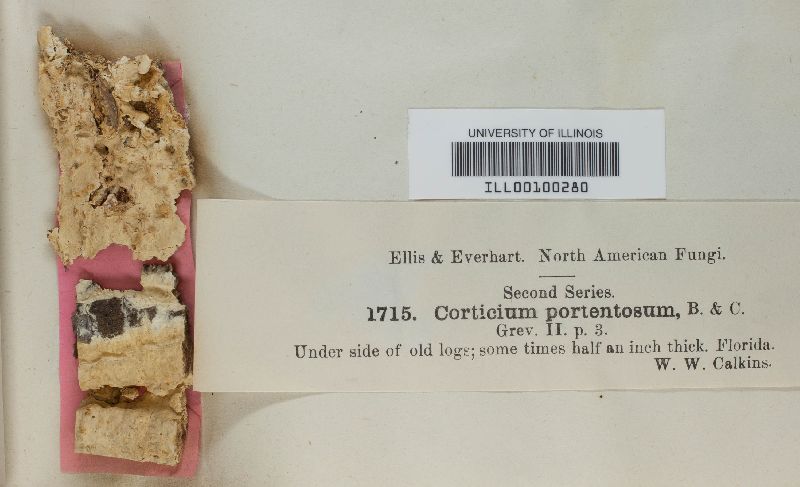 UNIVERSITY OF ILLINOIS
ILL00100280
Ellis & Everhart. North American Fungi.
Second Series.
1715. Corticium portentosum, B. & C.
Grev. II. p. 3.
Under side of old logs; some times half an inch thick. Florida.
W. W. Calkins.